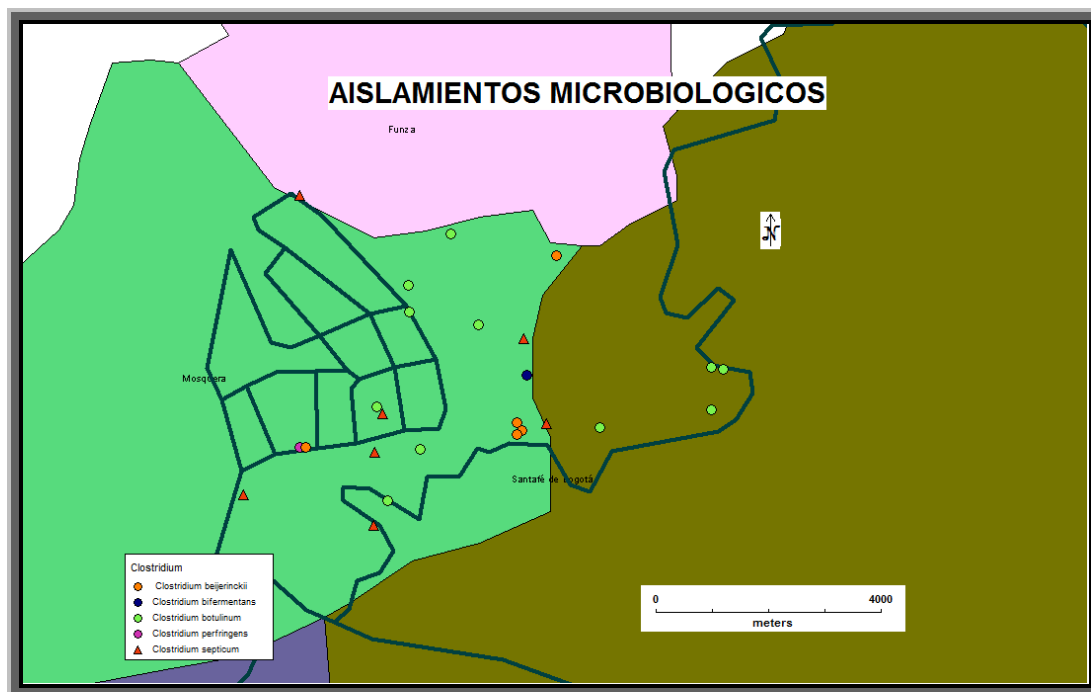 AISLAMIENTOS MICROBIOLOGICOS
Funza
N
Mosquera
Santafé de Bogotá
Clostridium
Clostridium beijerinckii
Clostridium bifermentans
Clostridium botulinum
Clostridium perfringens
Clostridium septicum
0 4000
meters